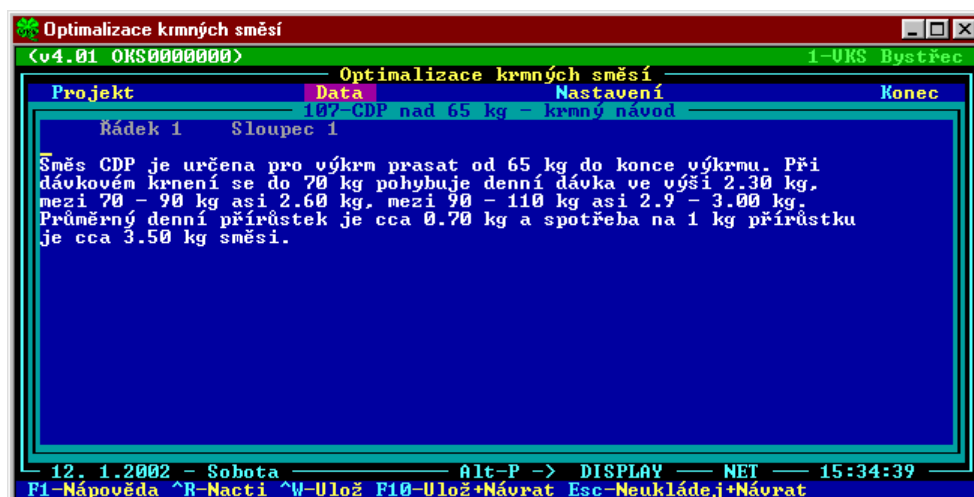 Optimalizace krmných směsí
(v4.01 OKS0000000) 1-VKS Bystřec
Optimalizace krmných směsí
Projekt Data Nastavení Konec
107-CDP nad 65 kg - krmný návod
Řádek 1 Sloupec 1
Směs CDP je určena pro výkrm prasat od 65 kg do konce výkrmu. Při
dávkovém krnení se do 70 kg pohybuje denní dávka ve výši 2.30 kg,
mezi 70 - 90 kg asi 2.60 kg, mezi 90 - 110 kg asi 2.9 - 3.00 kg.
Průměrný denní přírůstek je cca 0.70 kg a spotřeba na 1 kg přírůstku
je cca 3.50 kg směsi.
12. 1.2002 - Sobota Alt-P -> DISPLAY NET 15:34:39
F1-Nápověda ^R-Nacti ^W-Ulož F10-Ulož+Návrat Esc-Neukládej+Návrat